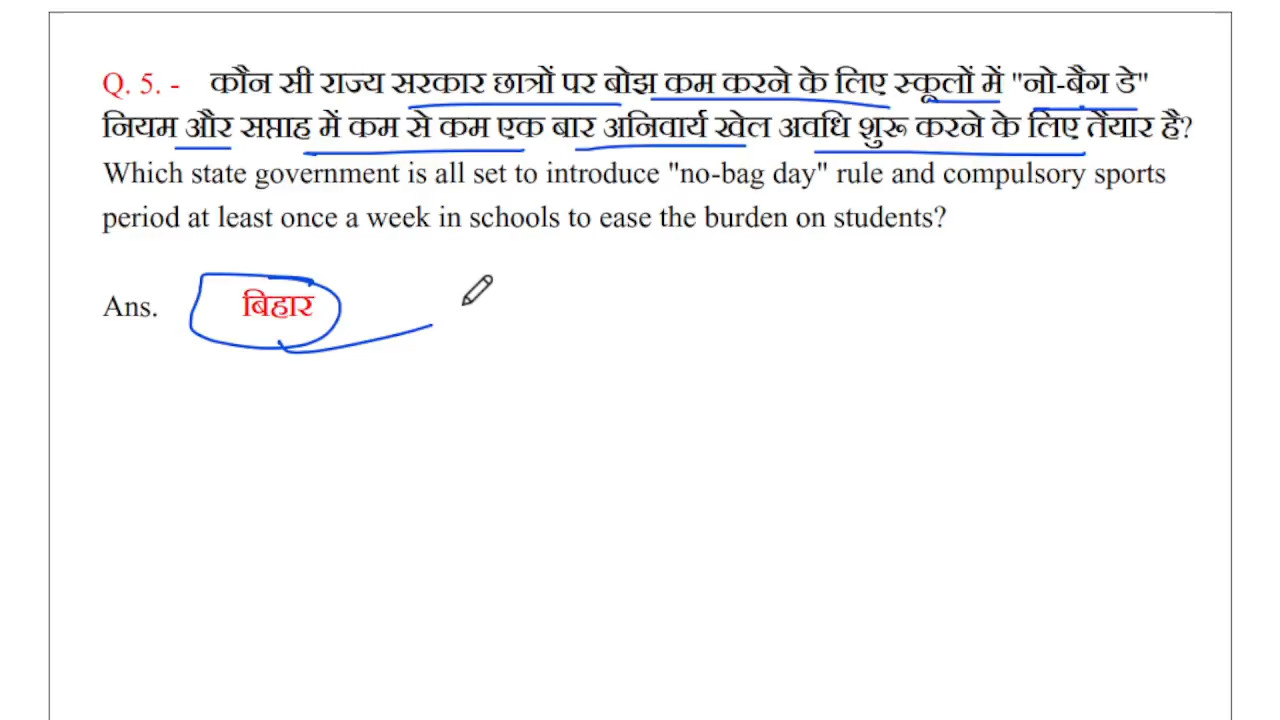 Q. 5. - कौन सी राज्य सरकार छात्रों पर बोझ कम करने के लिए स्कूलों में "नो-बैग डे"
नियम और सप्ताह में कम से कम एक बार अनिवार्य खेल अवधि शुरू करने के लिए तैयार है?
Which state government is all set to introduce "no-bag day" rule and compulsory sports
period at least once a week in schools to ease the burden on students?
Ans. बिहार